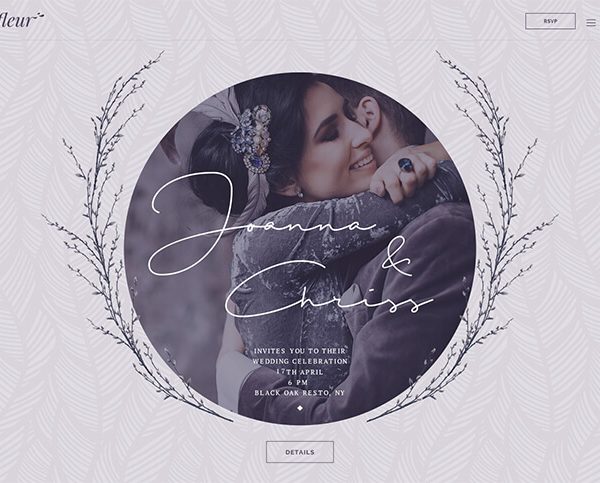 fleur
RSVP
Joanna
&
Chriss
INVITES YOU TO THEIR
WEDDING CELEBRATION
17TH APRIL
6 PM
BLACK OAK RESTO, NY
DETAILS